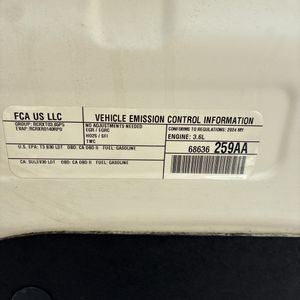 FCA US LLC
VEHICLE EMISSION CONTROL INFORMATION
NO ADJUSTMENTS NEEDED
EGR / EGRC
HO2S / SFI
TWC
CONFORMS TO REGULATIONS: 2024 MY
ENGINE: 3.6L
68636 259AA
U.S. EPA: T3 B30 LDT OBD: CA OBD II FUEL: GASOLINE
CA: SULEV30 LDT OBD: CA OBD II FUEL: GASOLINE